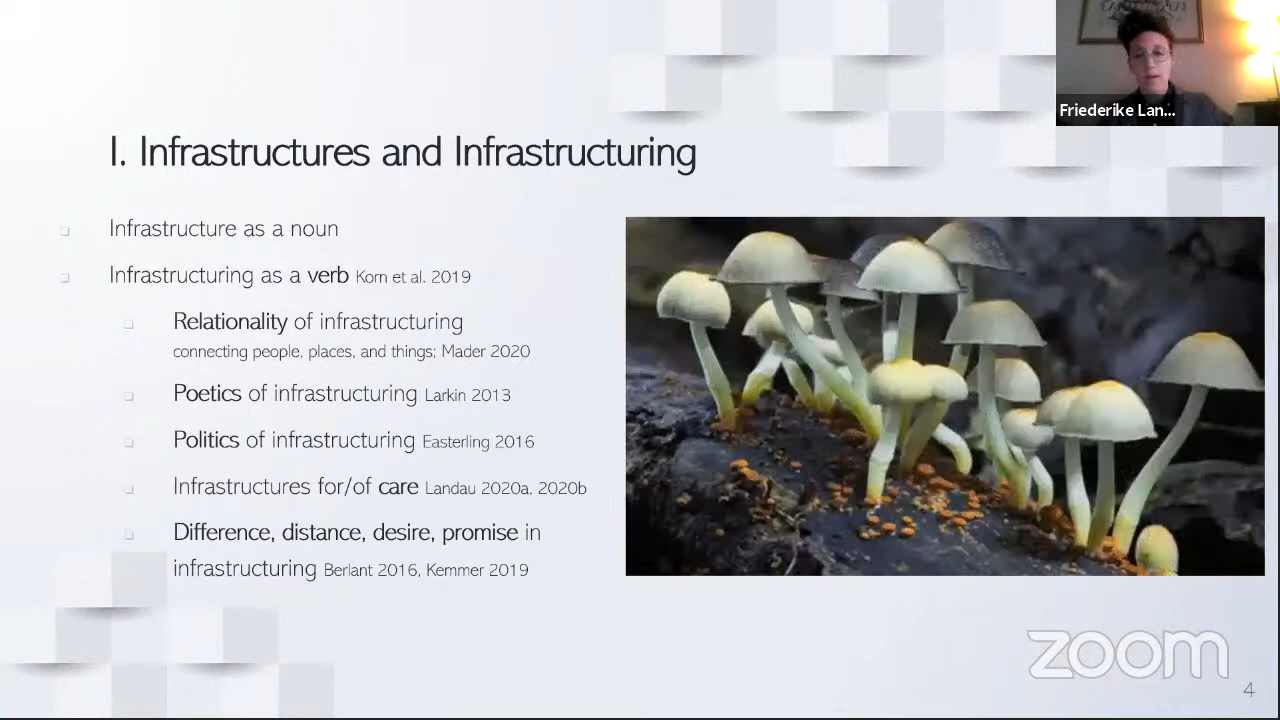 Friederike Lan...
I. Infrastructures and Infrastructuring
Infrastructure as a noun
Infrastructuring as a verb Korn et al. 2019
Relationality of infrastructuring
connecting people, places, and things; Mader 2020
Poetics of infrastructuring Larkin 2013
Politics of infrastructuring Easterling 2016
Infrastructures for/of care Landau 2020a, 2020b
Difference, distance, desire, promise in
infrastructuring Berlant 2016, Kemmer 2019
zoom
4